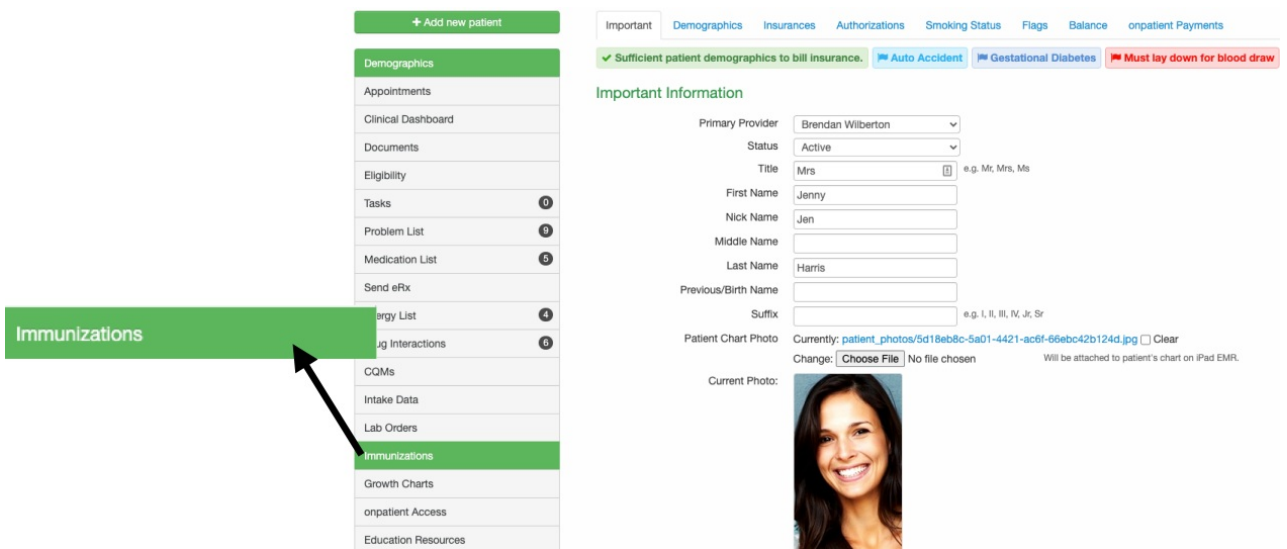 + Add new patient
Demographics
Appointments
Clinical Dashboard
Documents
Eligibility
Tasks 0
Problem List 9
Medication List 5
Send eRx
ergy List 4
ug Interactions 6
CQMs
Intake Data
Lab Orders
Immunizations
Growth Charts
onpatient Access
Education Resources
Immunizations
Important Demographics Insurances Authorizations Smoking Status Flags Balance onpatient Payments
Sufficient patient demographics to bill insurance. Auto Accident Gestational Diabetes Must lay down for blood draw
Important Information
Primary Provider Brendan Wilberton
Status Active
Title Mrs e.g. Mr, Mrs, Ms
First Name Jenny
Nick Name Jen
Middle Name
Last Name Harris
Previous/Birth Name
Suffix e.g. I, II, III, IV, Jr, Sr
Patient Chart Photo Currently: patient_photos/5d18eb8c-5a01-4421-ac6f-66ebc42b124d.jpg Clear
Change: Choose File No file chosen Will be attached to patient's chart on iPad EMR.
Current Photo: